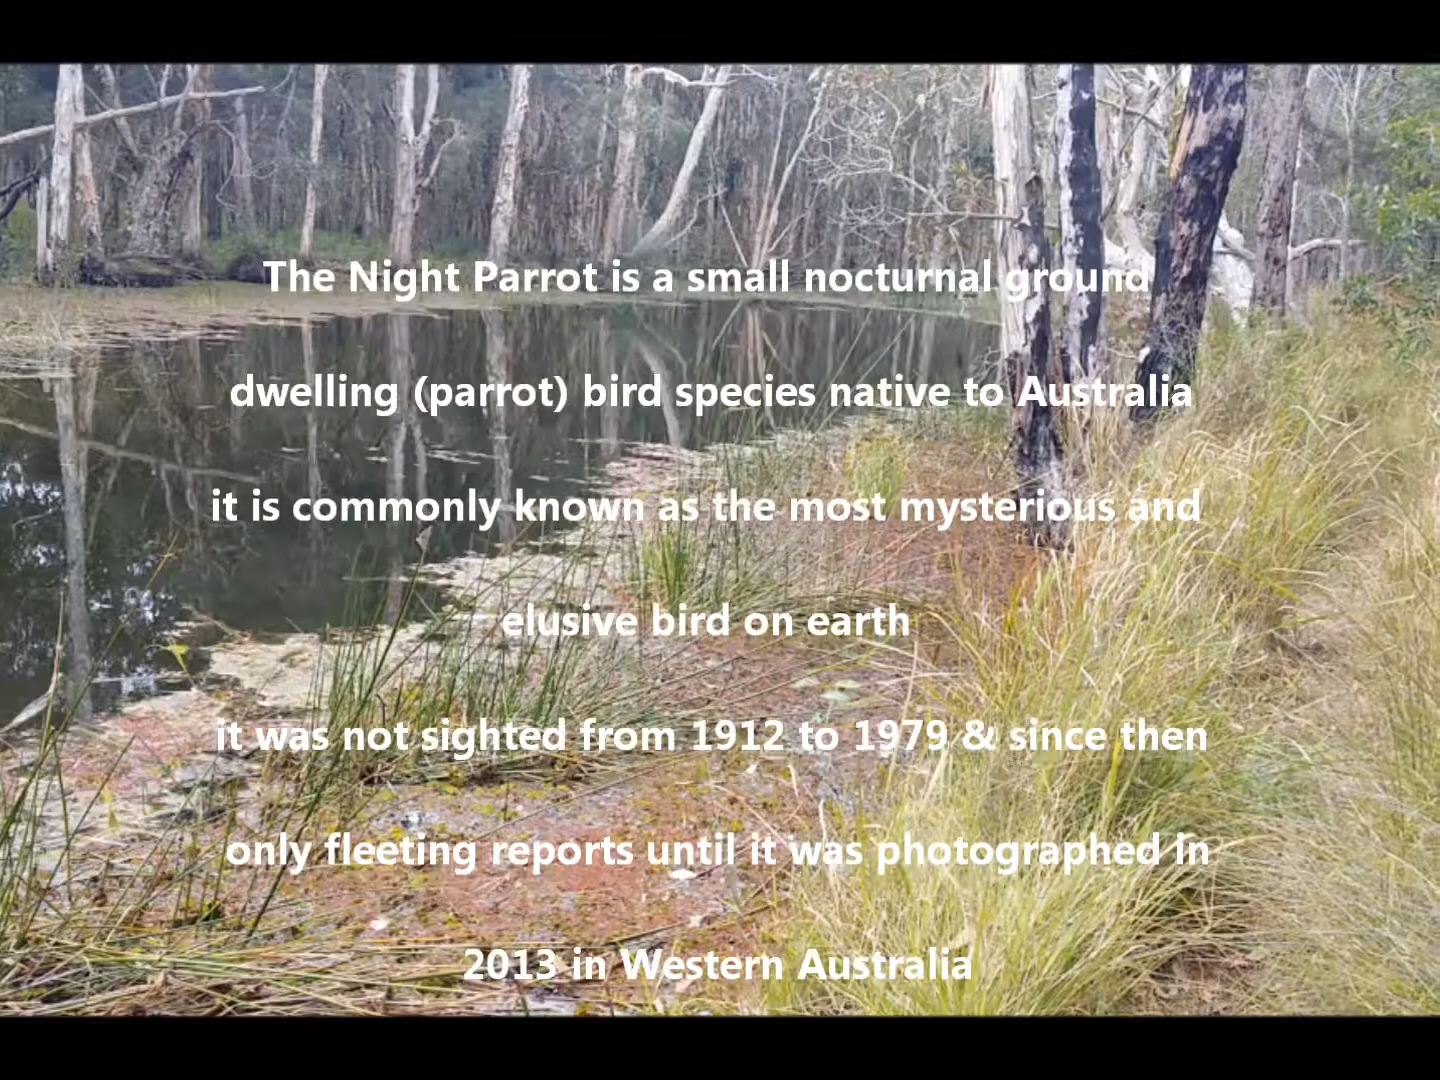 The Night Parrot is a small nocturnal ground
dwelling (parrot) bird species native to Australia
it is commonly known as the most mysterious and
elusive bird on earth
it was not sighted from 1912 to 1979 & since then
only fleeting reports until it was photographed in
2013 in Western Australia